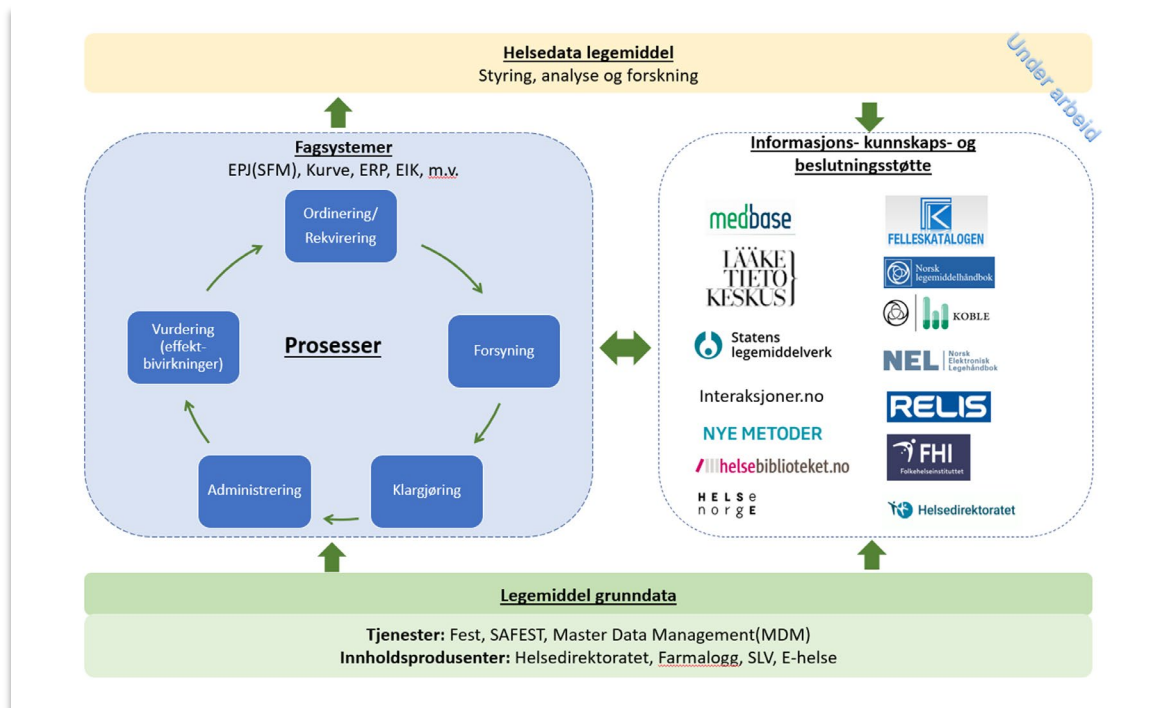 Helsedata legemiddel
Styring, analyse og forskning
Under arbeid
Fagsystemer
EPJ(SFM), Kurve, ERP, EIK, m.v.
Ordinering/
Rekvirering
Forsyning
Klargjøring
Administrering
Vurdering
(effekt-
bivirkninger)
Prosesser
Informasjons- kunnskaps- og
beslutningsstøtte
medbase
LÄÄKE
TIETO
KESKUS
Statens
legemiddelverk
Interaksjoner.no
NYE METODER
helsebiblioteket.no
HELSe
norgE
FELLESKATALOGEN
Norsk
legemiddelhåndbok
KOBLE
NEL
Norsk
Elektronisk
Legehåndbok
RELIS
FHI
Folkehelseinstituttet
Helsedirektoratet
Legemiddel grunndata
Tjenester: Fest, SAFEST, Master Data Management(MDM)
Innholdsprodusenter: Helsedirektoratet, Farmalogg, SLV, E-helse